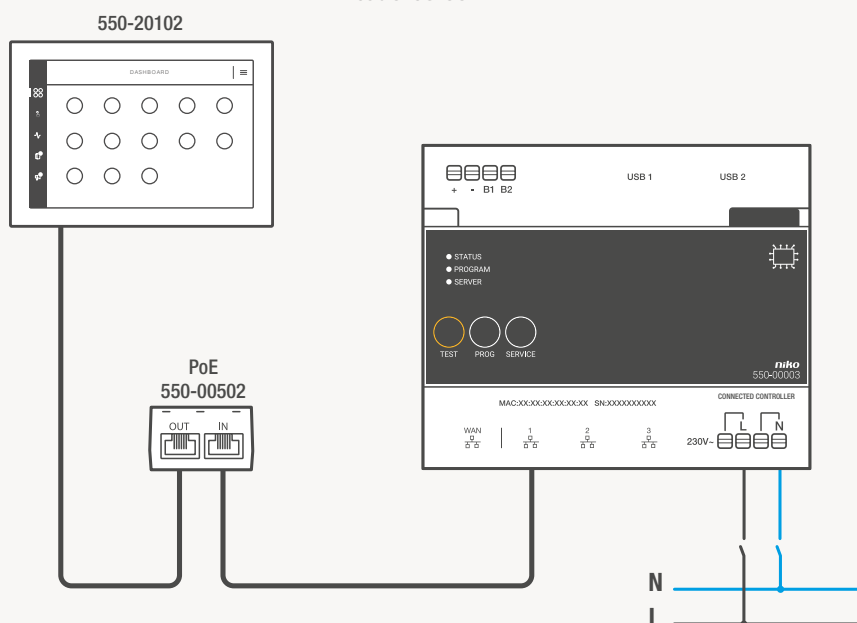 550-20102
DASHBOARD
+ - B1 B2
USB 1
USB 2
STATUS
PROGRAM
SERVER
TEST
PROG
SERVICE
niko
550-00003
PoE
550-00502
OUT
IN
MAC:XX:XX:XX:XX:XX:XX SN:XXXXXXXXXX
CONNECTED CONTROLLER
WAN
1
2
3
230V~
L
N
N
L